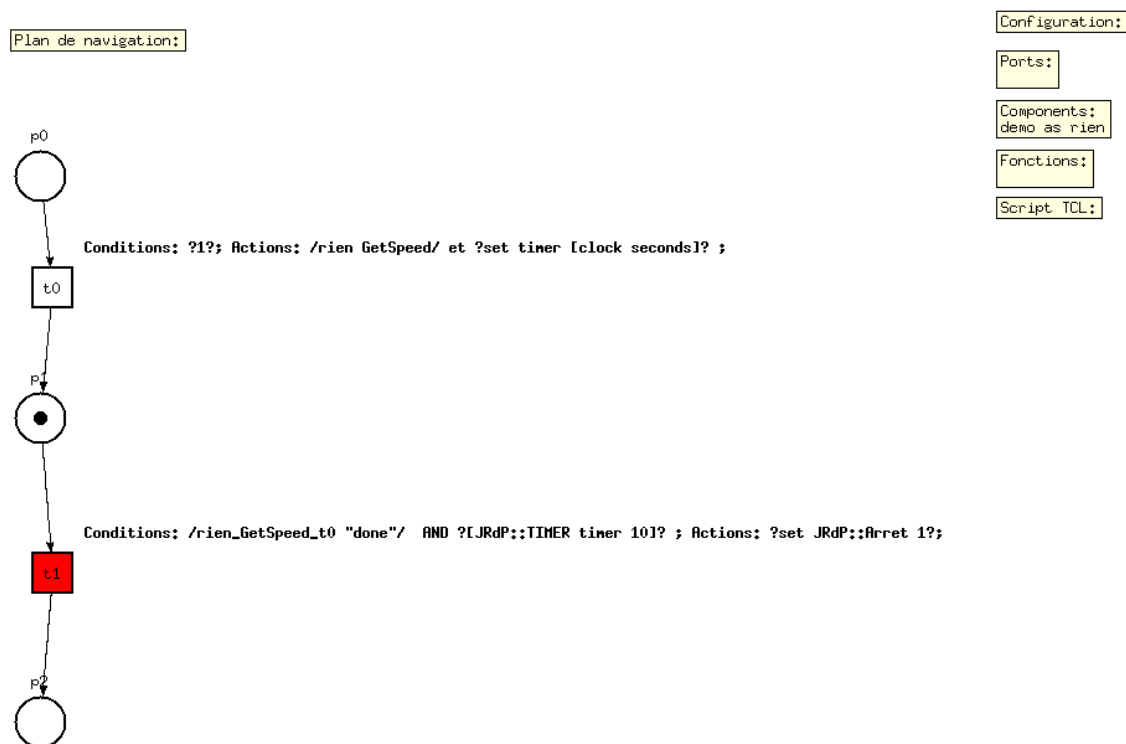 Plan de navigation:
Configuration:
Ports:
Components:
demo as rien
Fonctions:
Script TCL:
p0
Conditions: ?1?; Actions: /rien GetSpeed/ et ?set timer [clock seconds]? ;
t0
p1
Conditions: /rien_GetSpeed_t0 "done"/  AND ?[JRdP::TIMER timer 10]? ; Actions: ?set JRdP::Arret 1?;
t1
p2